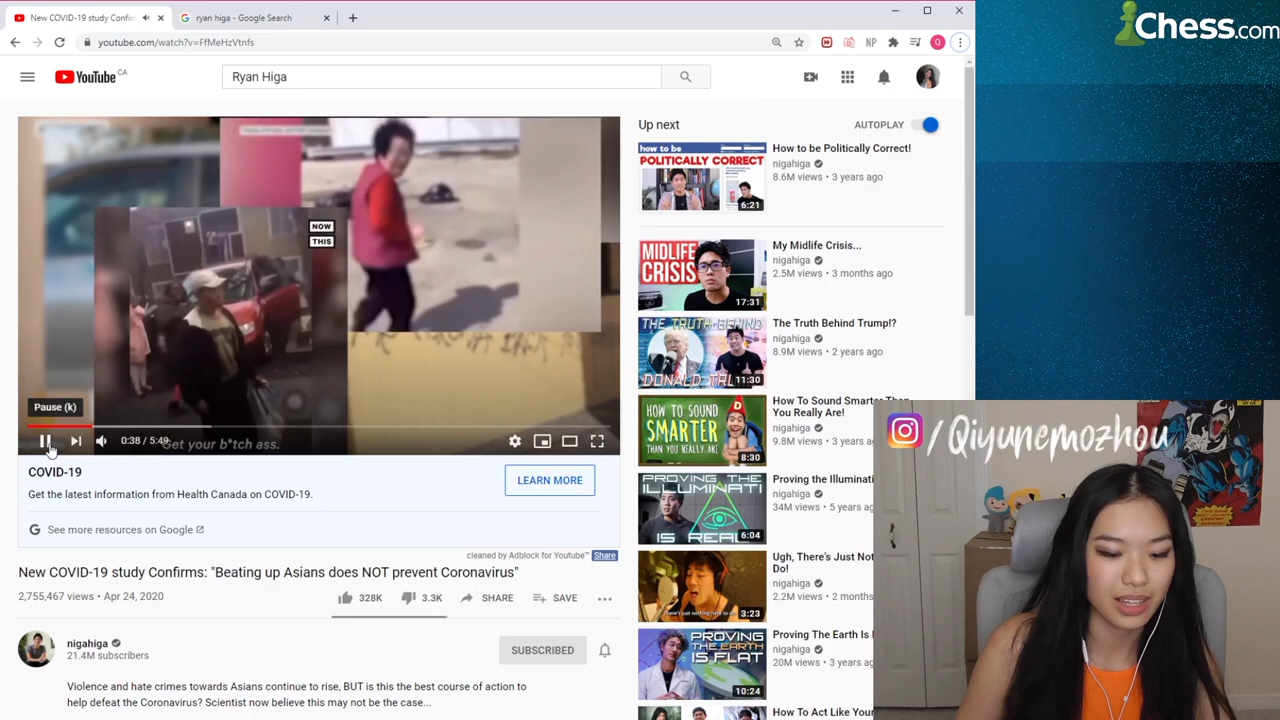 New COVID-19 study Confirm
ryan higa - Google Search
youtube.com/watch?v=FfMeHzVtnfs
NP
Q
Chess.com
YouTube CA
Ryan Higa
NOW
THIS
Pause (k)
0:38 / 5:49
Get your b*tch ass.
COVID-19
Get the latest information from Health Canada on COVID-19.
LEARN MORE
See more resources on Google
cleaned by Adblock for Youtube™ Share
New COVID-19 study Confirms: "Beating up Asians does NOT prevent Coronavirus"
2,755,467 views • Apr 24, 2020
328K
3.3K
SHARE
SAVE
nigahiga
21.4M subscribers
SUBSCRIBED
Violence and hate crimes towards Asians continue to rise, BUT is this the best course of action to
help defeat the Coronavirus? Scientist now believe this may not be the case...
Up next
AUTOPLAY
how to be
POLITICALLY CORRECT
6:21
How to be Politically Correct!
nigahiga
8.6M views • 3 years ago
MIDLIFE
CRISIS
17:31
My Midlife Crisis...
nigahiga
2.5M views • 3 months ago
THE TRUTH BEHIND
DONALD TR
11:30
The Truth Behind Trump!?
nigahiga
8.9M views • 2 years ago
HOW TO SOUND
SMARTER
THAN YOU REALLY ARE!
8:30
How To Sound Smarter Than
You Really Are!
nigahiga
9.8M views • 3 years
PROVING THE
ILLUMINATI
IS REAL
6:04
Proving the Illuminati
nigahiga
34M views • 5 years ag
3:23
Ugh, There's Just Not
Do!
nigahiga
2.2M views • 2 months
PROVING
THE EARTH
IS FLAT
10:24
Proving The Earth Is
nigahiga
20M views • 3 years ag
How To Act Like Your
/Qiyunemozhou